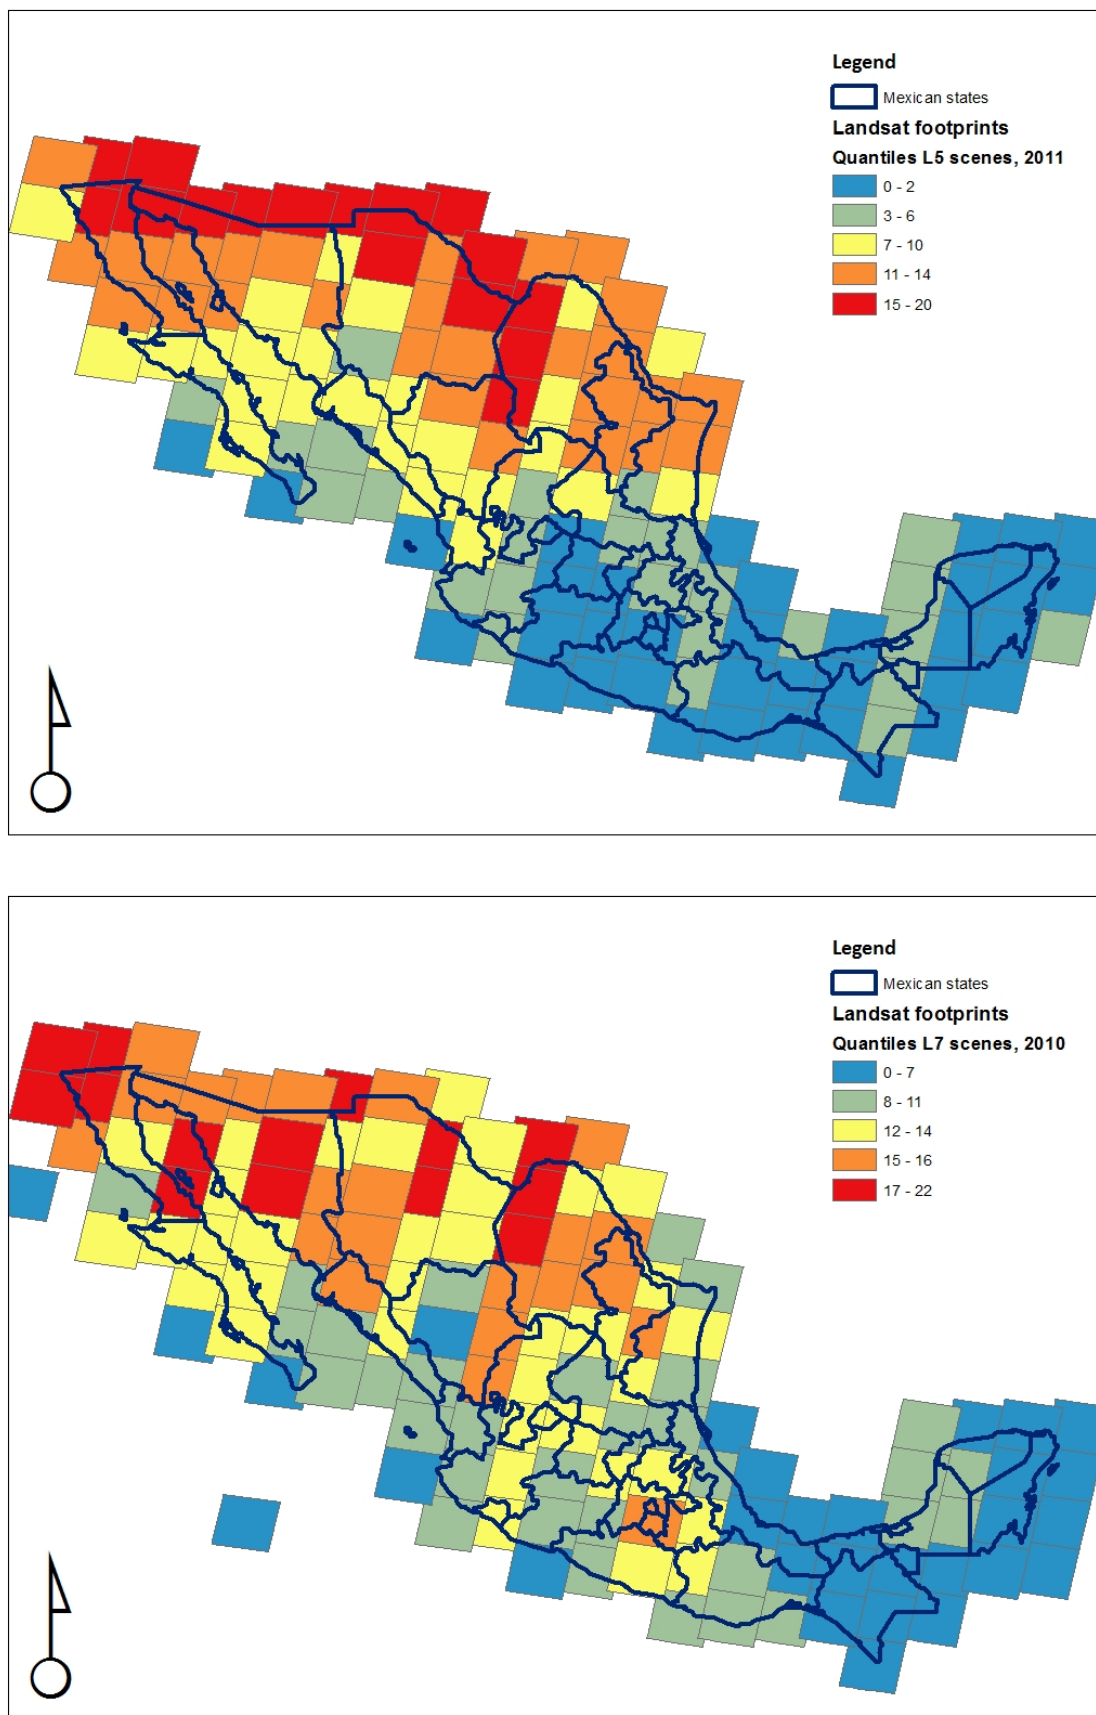 Legend
Mexican states
Landsat footprints
Quantiles L5 scenes, 2011
0 - 2
3 - 6
7 - 10
11 - 14
15 - 20
Legend
Mexican states
Landsat footprints
Quantiles L7 scenes, 2010
0 - 7
8 - 11
12 - 14
15 - 16
17 - 22